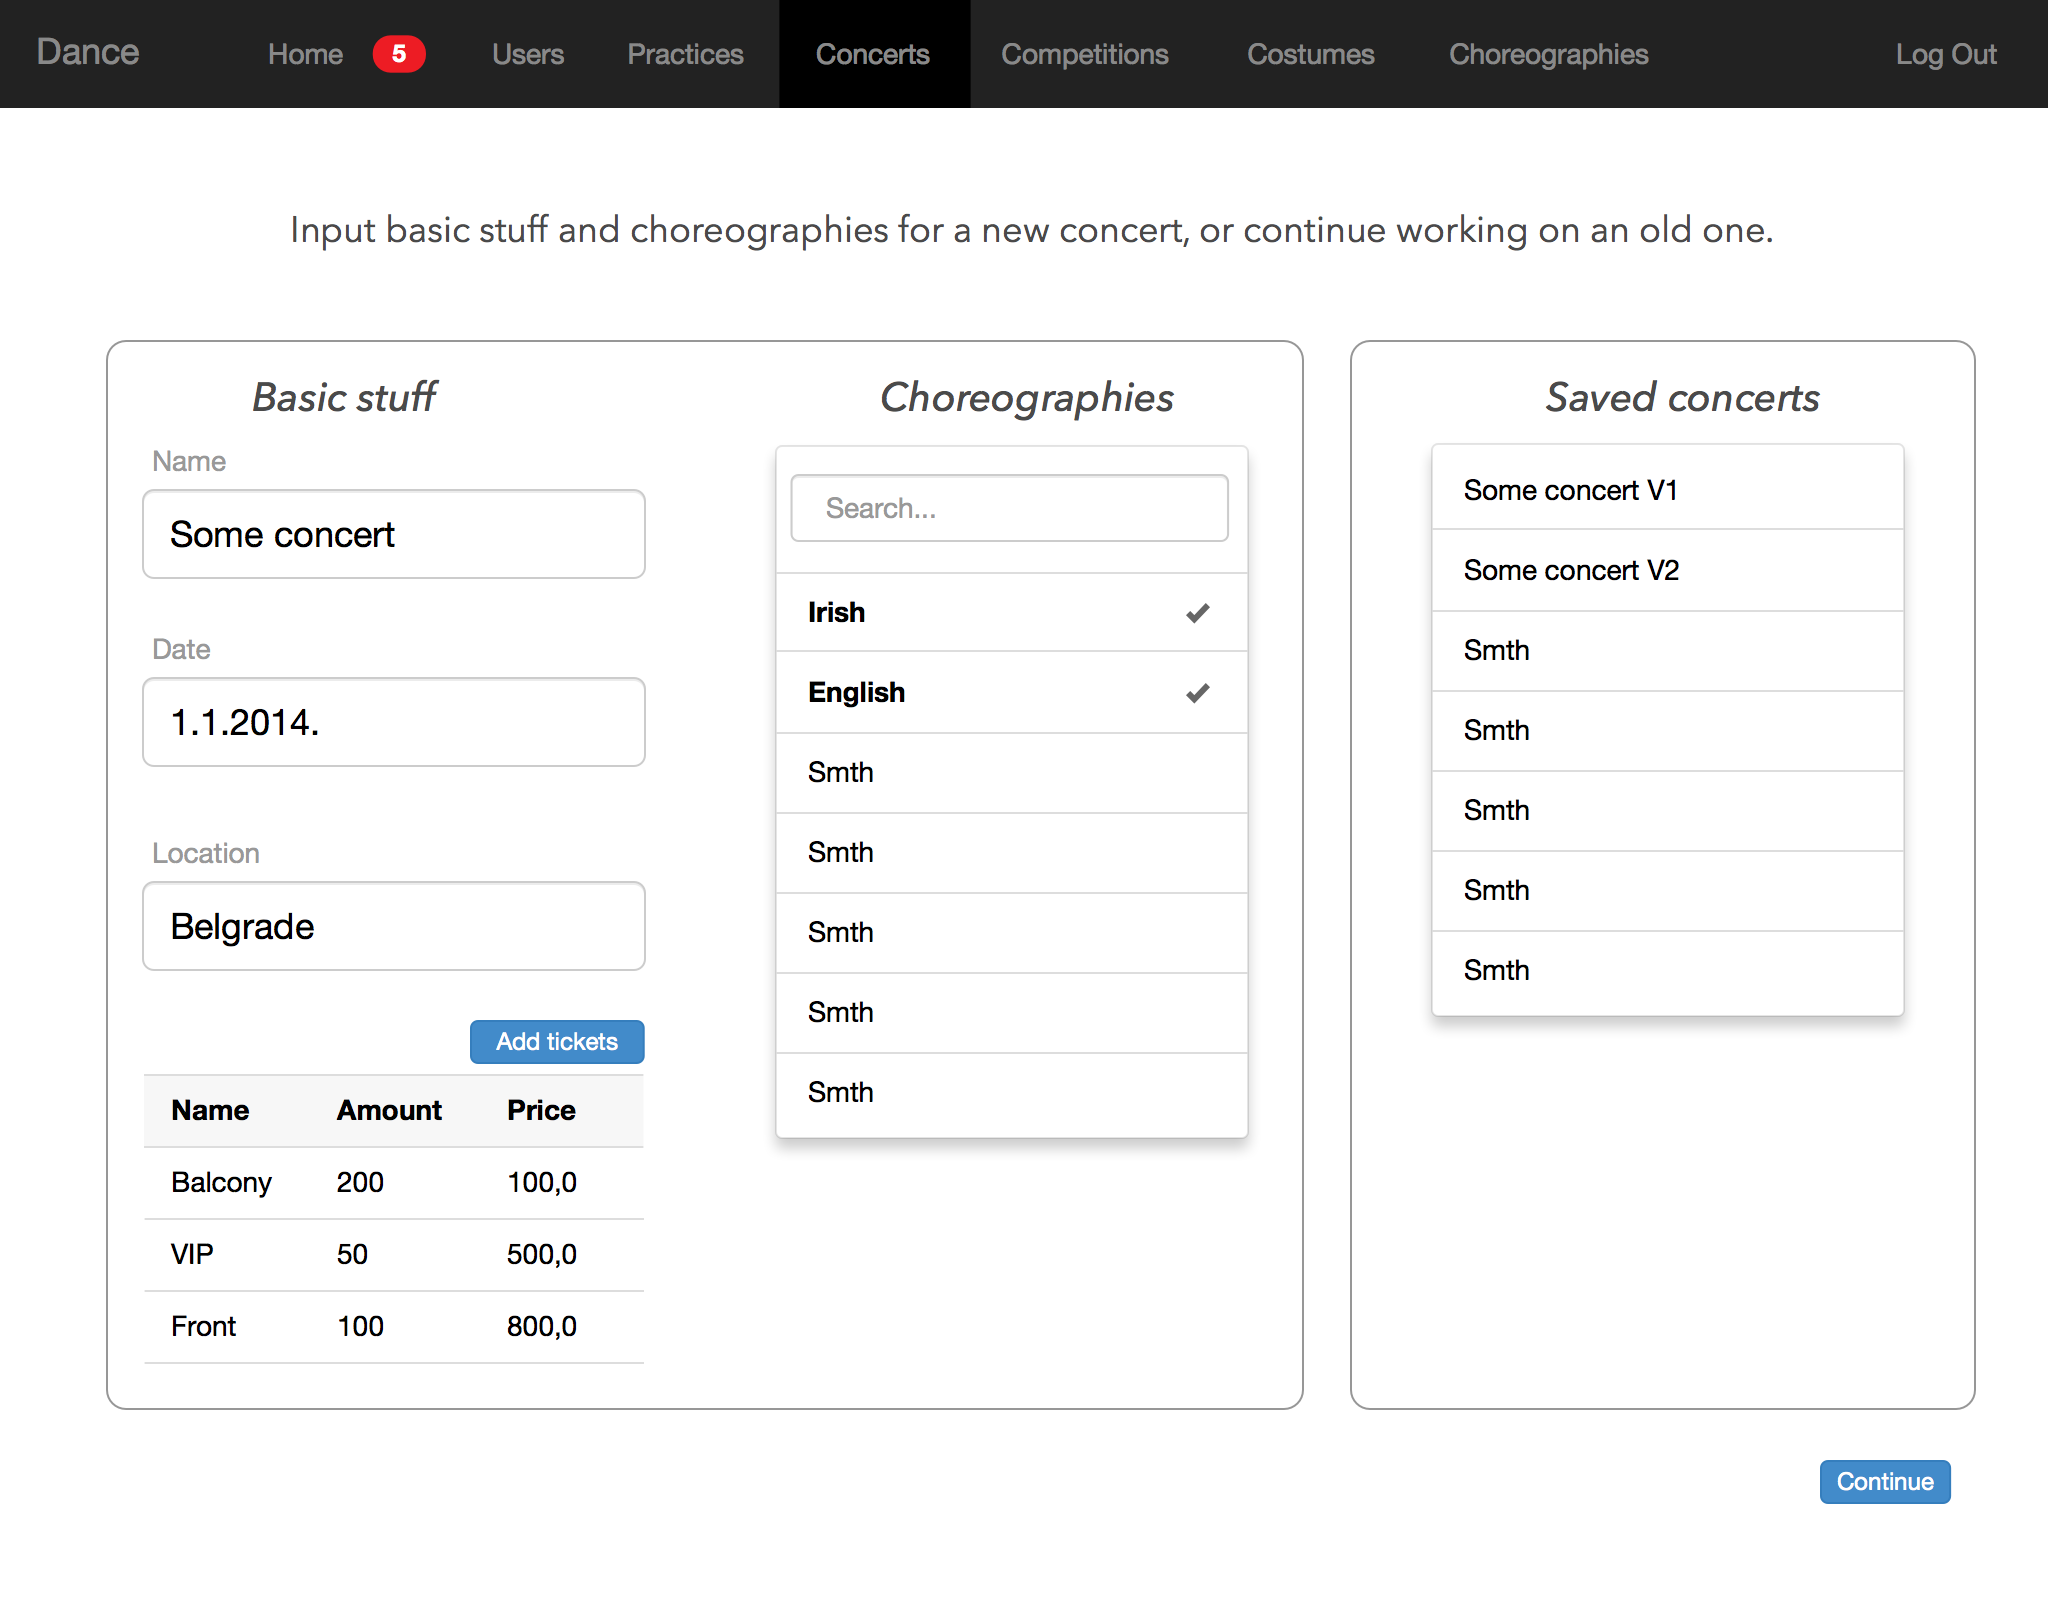 Dance Home 5 Users Practices Concerts Competitions Costumes Choreographies Log Out
Input basic stuff and choreographies for a new concert, or continue working on an old one.
Basic stuff
Name
Some concert
Date
1.1.2014.
Location
Belgrade
Add tickets
Name Amount Price
Balcony 200 100,0
VIP 50 500,0
Front 100 800,0
Choreographies
Search...
Irish
English
Smth
Smth
Smth
Smth
Smth
Saved concerts
Some concert V1
Some concert V2
Smth
Smth
Smth
Smth
Smth
Continue